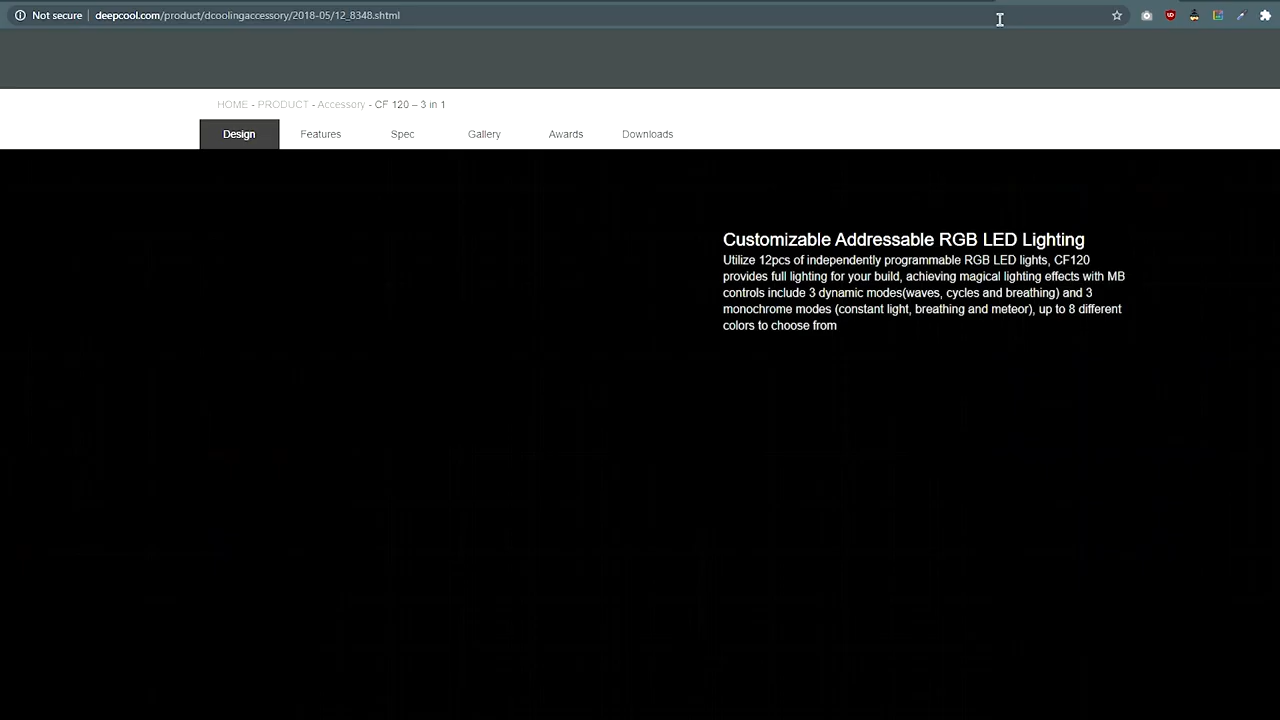 Not secure deepcool.com/product/dcoolingaccessory/2018-05/12_8348.shtml
HOME - PRODUCT - Accessory - CF 120 – 3 in 1
Design Features Spec Gallery Awards Downloads
Customizable Addressable RGB LED Lighting
Utilize 12pcs of independently programmable RGB LED lights, CF120
provides full lighting for your build, achieving magical lighting effects with MB
controls include 3 dynamic modes(waves, cycles and breathing) and 3
monochrome modes (constant light, breathing and meteor), up to 8 different
colors to choose from